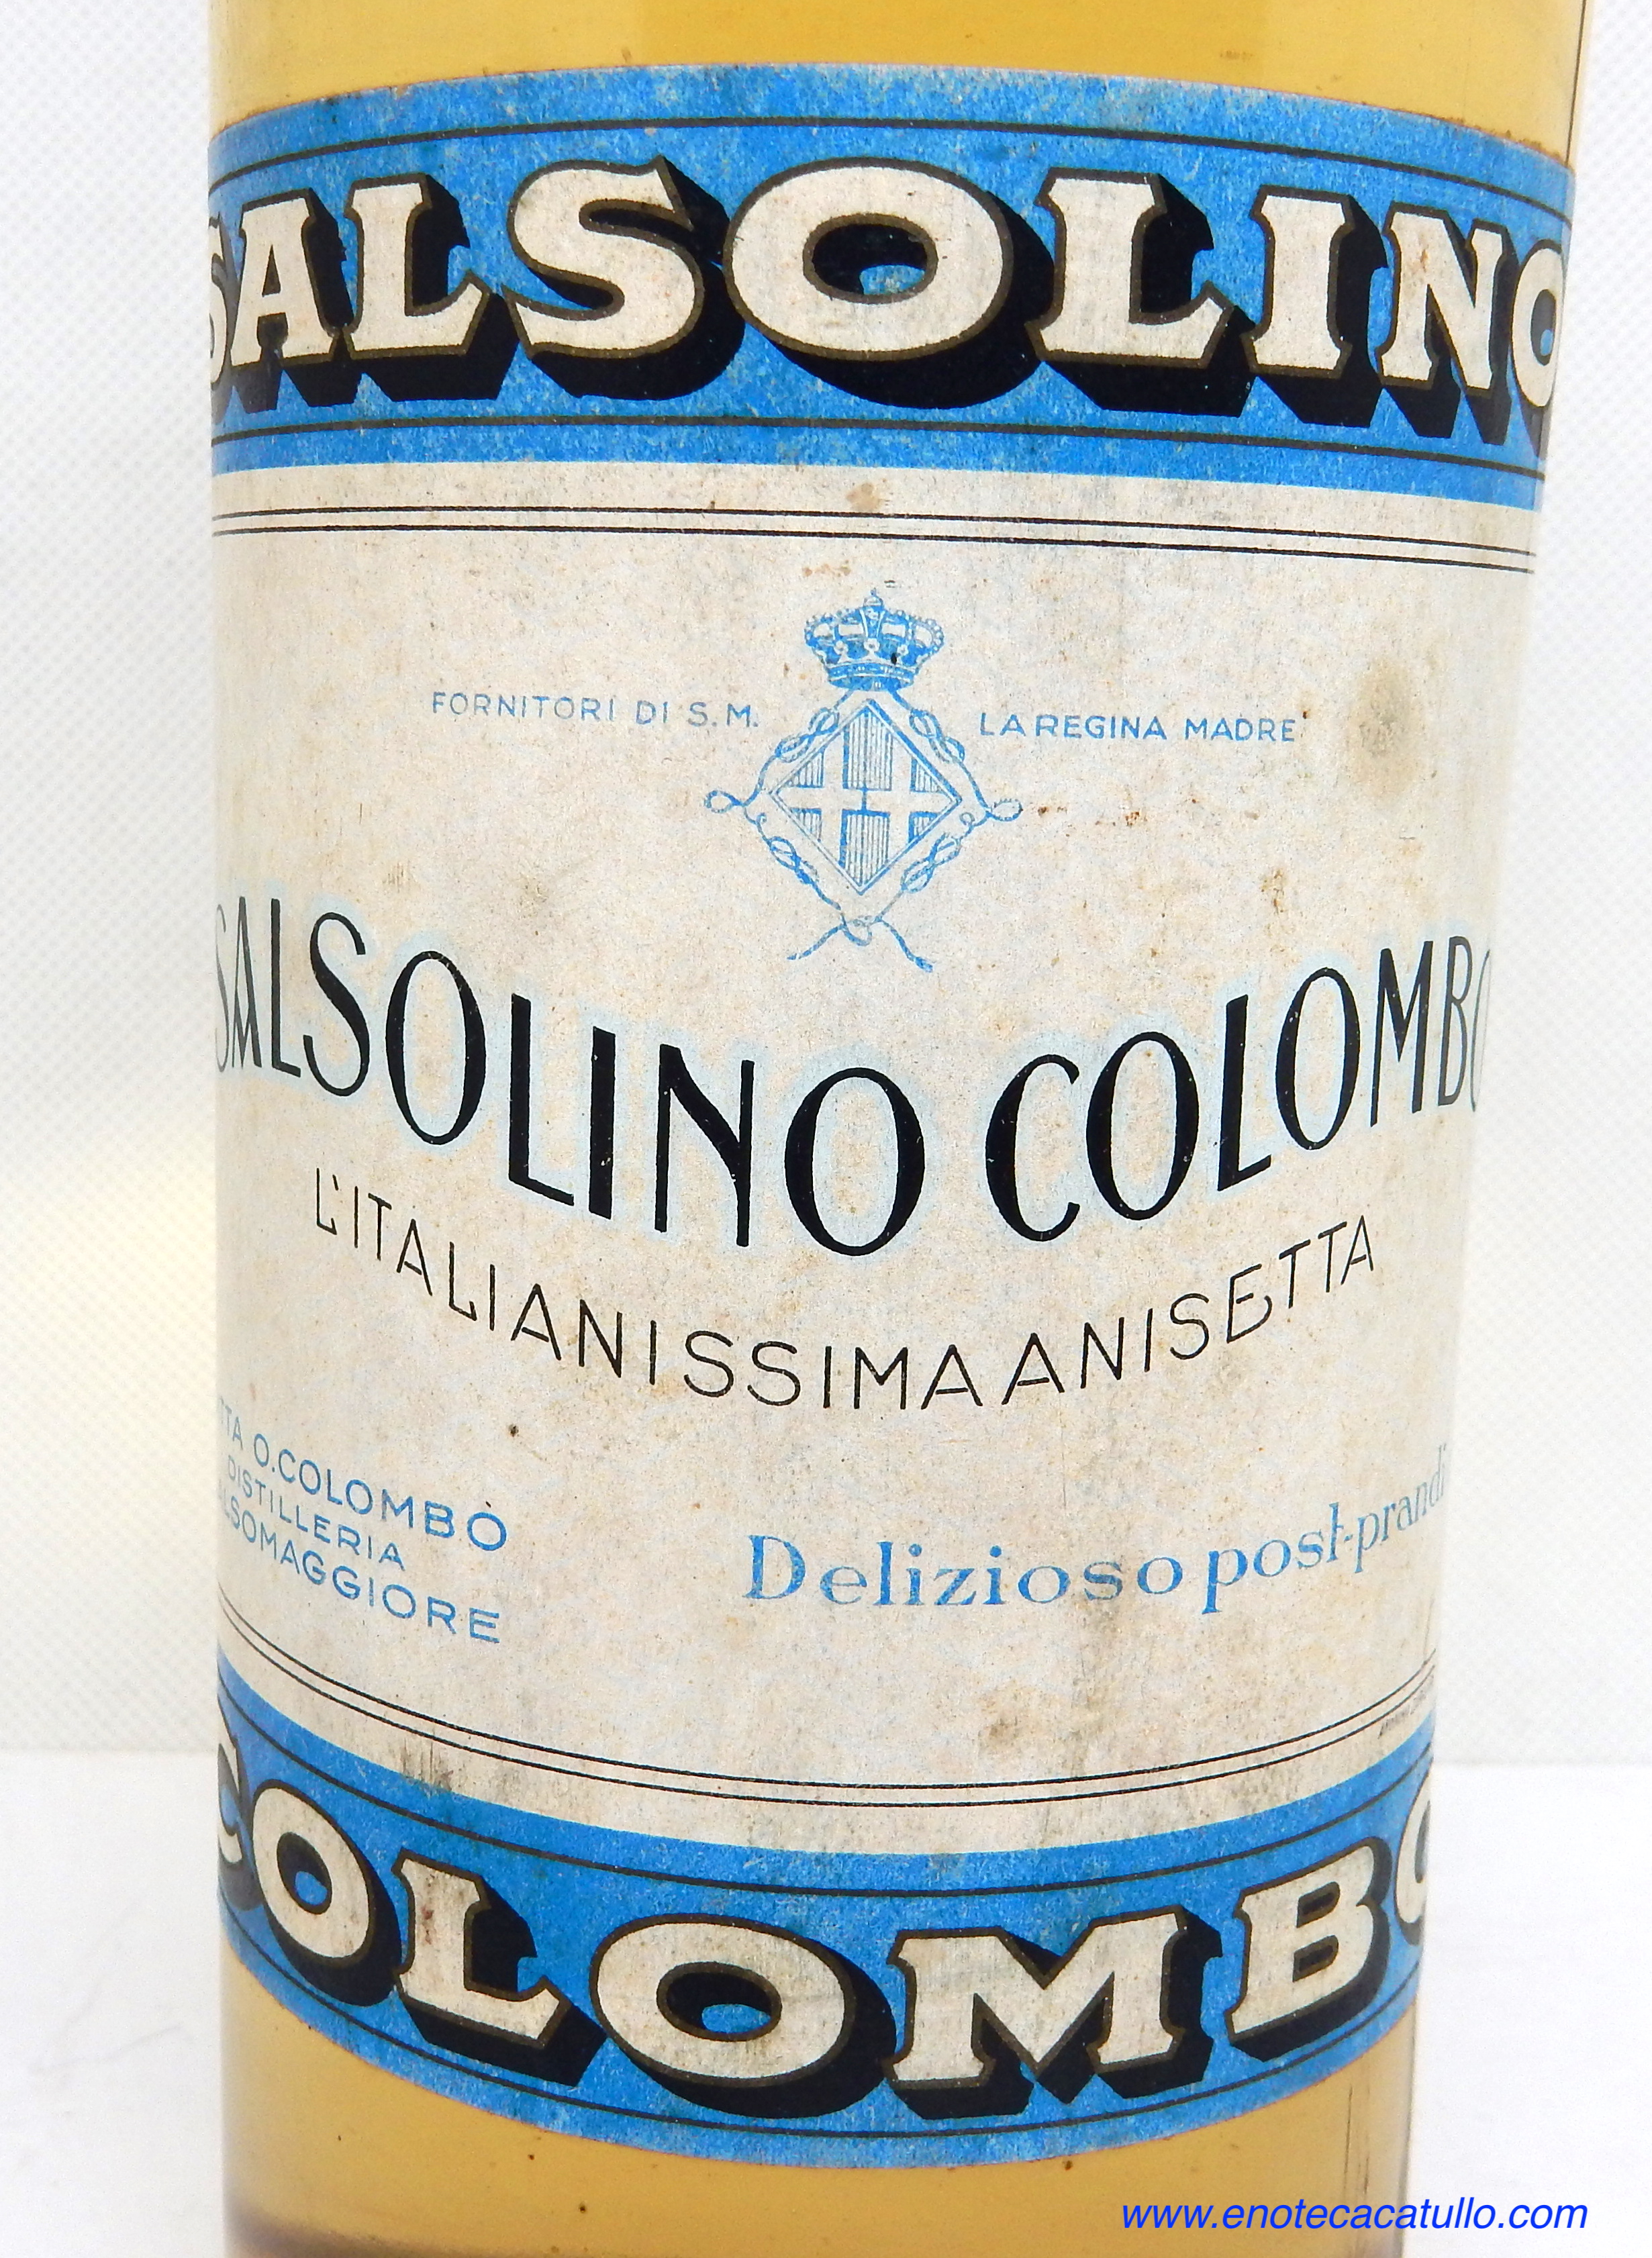 SALSOLINO
FORNITORI DI S.M. LA REGINA MADRE
SALSOLINO COLOMBO
L'ITALIANISSIMA ANISETTA
O. COLOMBO
DISTILLERIA
Delizioso post-prandi
COLOMBO
www.enotecacatullo.com